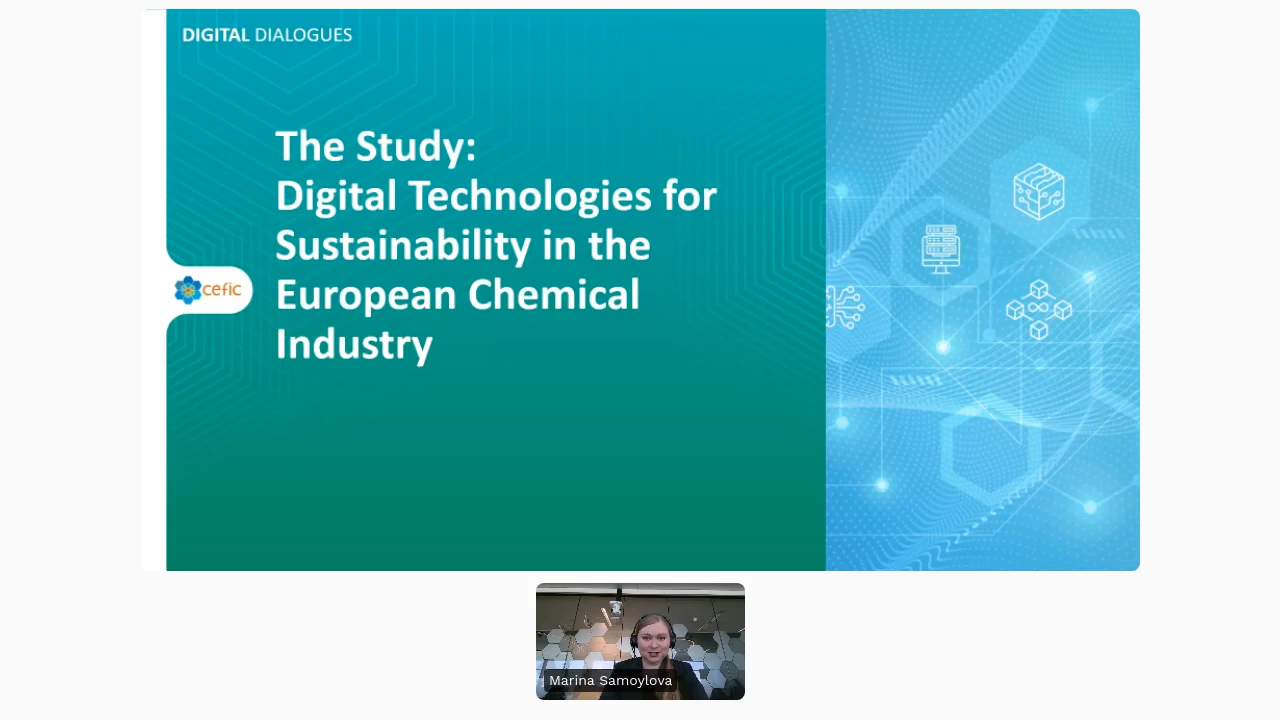 DIGITAL DIALOGUES
The Study:
Digital Technologies for
Sustainability in the
European Chemical
Industry
cefic
Marina Samoylova